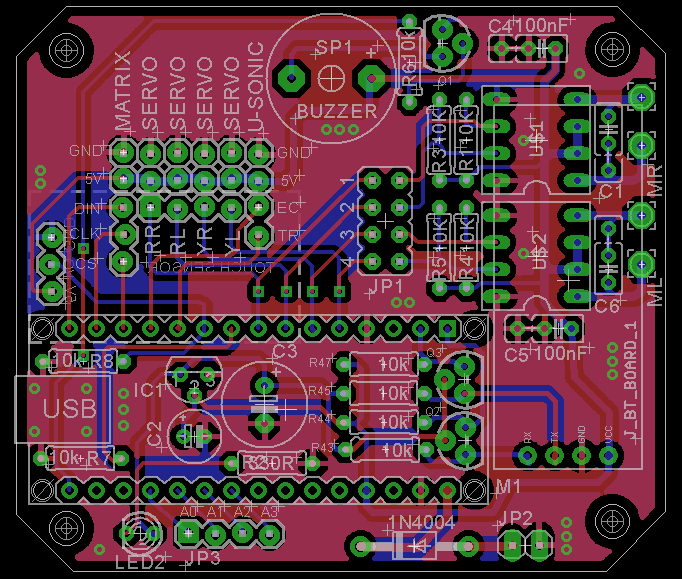 C4 100nF
SP1
+
R6 10K
Q1
BUZZER
MATRIX
SERVO
SERVO
SERVO
U-SONIC
GND
GND
5V
5V
DIN
EC
CLK
TR
CS
RR
RL
YR
YL
1
2
3
4
JP1
R3 10K
R1 10K
R5 10K
R4 10K
US1
US2
C1
C6
MR
ML
C5 100nF
10k R8
IC1
C3
+
R47 10k
R45 10k
R44 10k
R43 10k
Q3
Q2
USB
C2
10k R7
J_BT_BOARD_1
RX
TX
GND
VCC
M1
A0 A1 A2 A3
LED2
JP3
1N4004
JP2